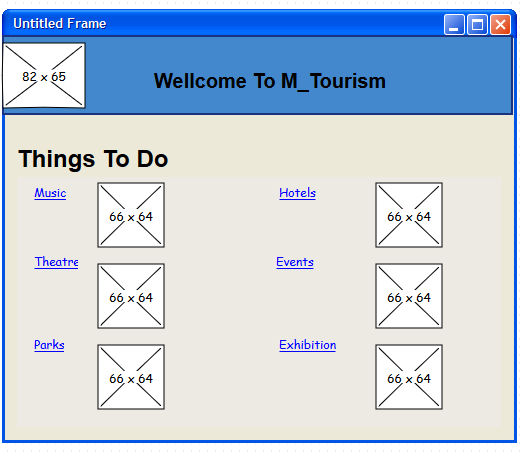 Untitled Frame
82 x 65
Wellcome To M_Tourism
Things To Do
Music
66 x 64
Hotels
66 x 64
Theatre
66 x 64
Events
66 x 64
Parks
66 x 64
Exhibition
66 x 64